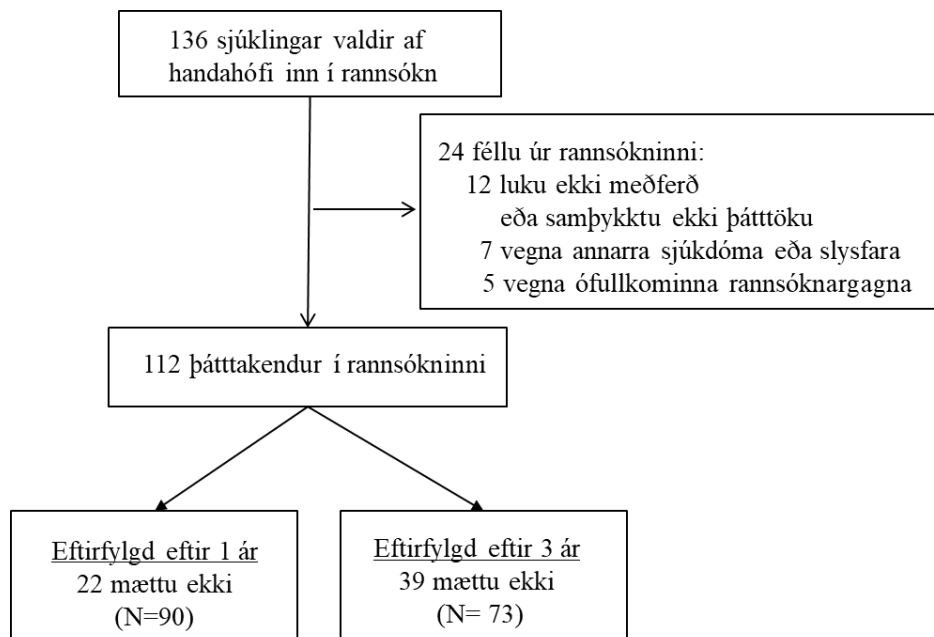 136 sjúklingar valdir af
handahófi inn í rannsókn
24 féllu úr rannsókninni:
12 luku ekki meðferð
eða samþykktu ekki þátttöku
7 vegna annarra sjúkdóma eða slysfara
5 vegna ófullkominna rannsóknargagna
112 þátttakendur í rannsókninni
Eftirfylgd eftir 1 ár
22 mættu ekki
(N=90)
Eftirfylgd eftir 3 ár
39 mættu ekki
(N= 73)